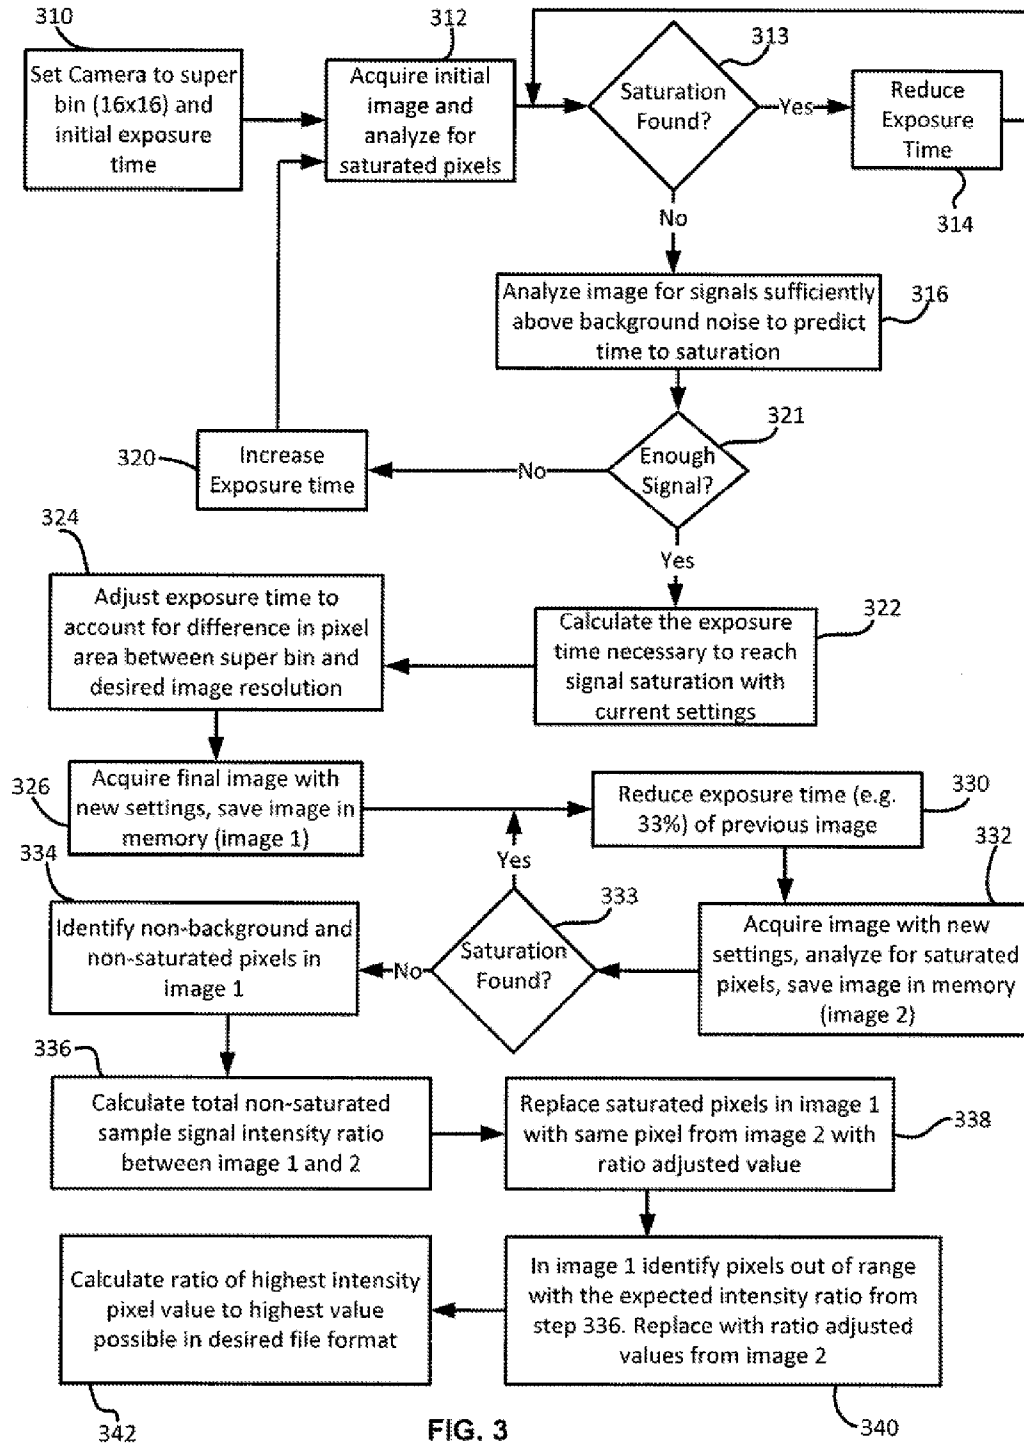 310
Set Camera to super
bin (16x16) and
initial exposure
time
312
Acquire initial
image and
analyze for
saturated pixels
313
Saturation
Found?
Yes
Reduce
Exposure
Time
314
No
Analyze image for signals sufficiently
above background noise to predict
time to saturation
316
321
Enough
Signal?
No
320
Increase
Exposure time
Yes
322
Calculate the exposure
time necessary to reach
signal saturation with
current settings
324
Adjust exposure time to
account for difference in pixel
area between super bin and
desired image resolution
326
Acquire final image with
new settings, save image in
memory (image 1)
Reduce exposure time (e.g.
33%) of previous image
330
332
Acquire image with new
settings, analyze for saturated
pixels, save image in memory
(image 2)
333
Saturation
Found?
Yes
No
334
Identify non-background and
non-saturated pixels in
image 1
336
Calculate total non-saturated
sample signal intensity ratio
between image 1 and 2
Replace saturated pixels in image 1
with same pixel from image 2 with
ratio adjusted value
338
In image 1 identify pixels out of range
with the expected intensity ratio from
step 336. Replace with ratio adjusted
values from image 2
340
Calculate ratio of highest intensity
pixel value to highest value
possible in desired file format
342
FIG. 3